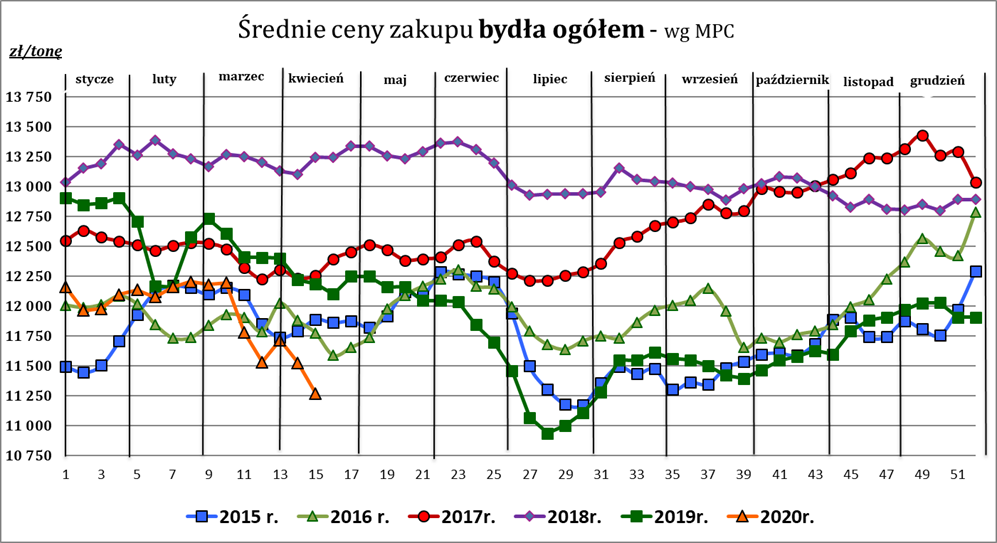 Średnie ceny zakupu bydła ogółem - wg MPC
zł/tonę
stycze luty marzec kwiecień maj czerwiec lipiec sierpień wrzesień październik listopad grudzień
13 750
13 500
13 250
13 000
12 750
12 500
12 250
12 000
11 750
11 500
11 250
11 000
10 750
1 3 5 7 9 11 13 15 17 19 21 23 25 27 29 31 33 35 37 39 41 43 45 47 49 51
2015 r. 2016 r. 2017r. 2018r. 2019r. 2020r.